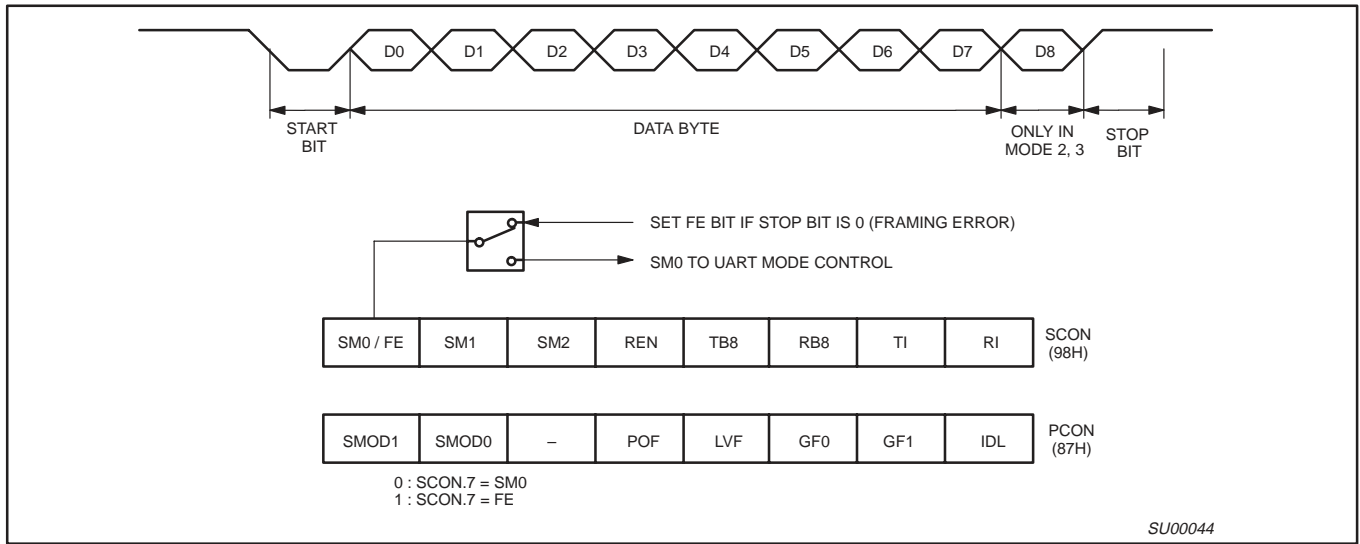 D0 D1 D2 D3 D4 D5 D6 D7 D8
START
BIT
DATA BYTE
ONLY IN
MODE 2, 3
STOP
BIT
SET FE BIT IF STOP BIT IS 0 (FRAMING ERROR)
SM0 TO UART MODE CONTROL
SM0 / FE SM1 SM2 REN TB8 RB8 TI RI
SCON
(98H)
SMOD1 SMOD0 – POF LVF GF0 GF1 IDL
PCON
(87H)
0 : SCON.7 = SM0
1 : SCON.7 = FE
SU00044